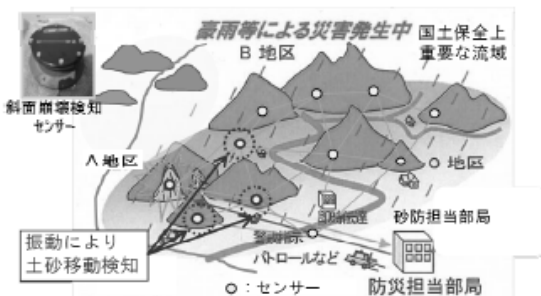 豪雨等による災害発生中
国土保全上
重要な流域
B 地区
斜面崩壊検知
センサー
A地区
○ 地区
砂防担当部局
振動により
土砂移動検知
パトロールなど
○:センサー
防災担当部局